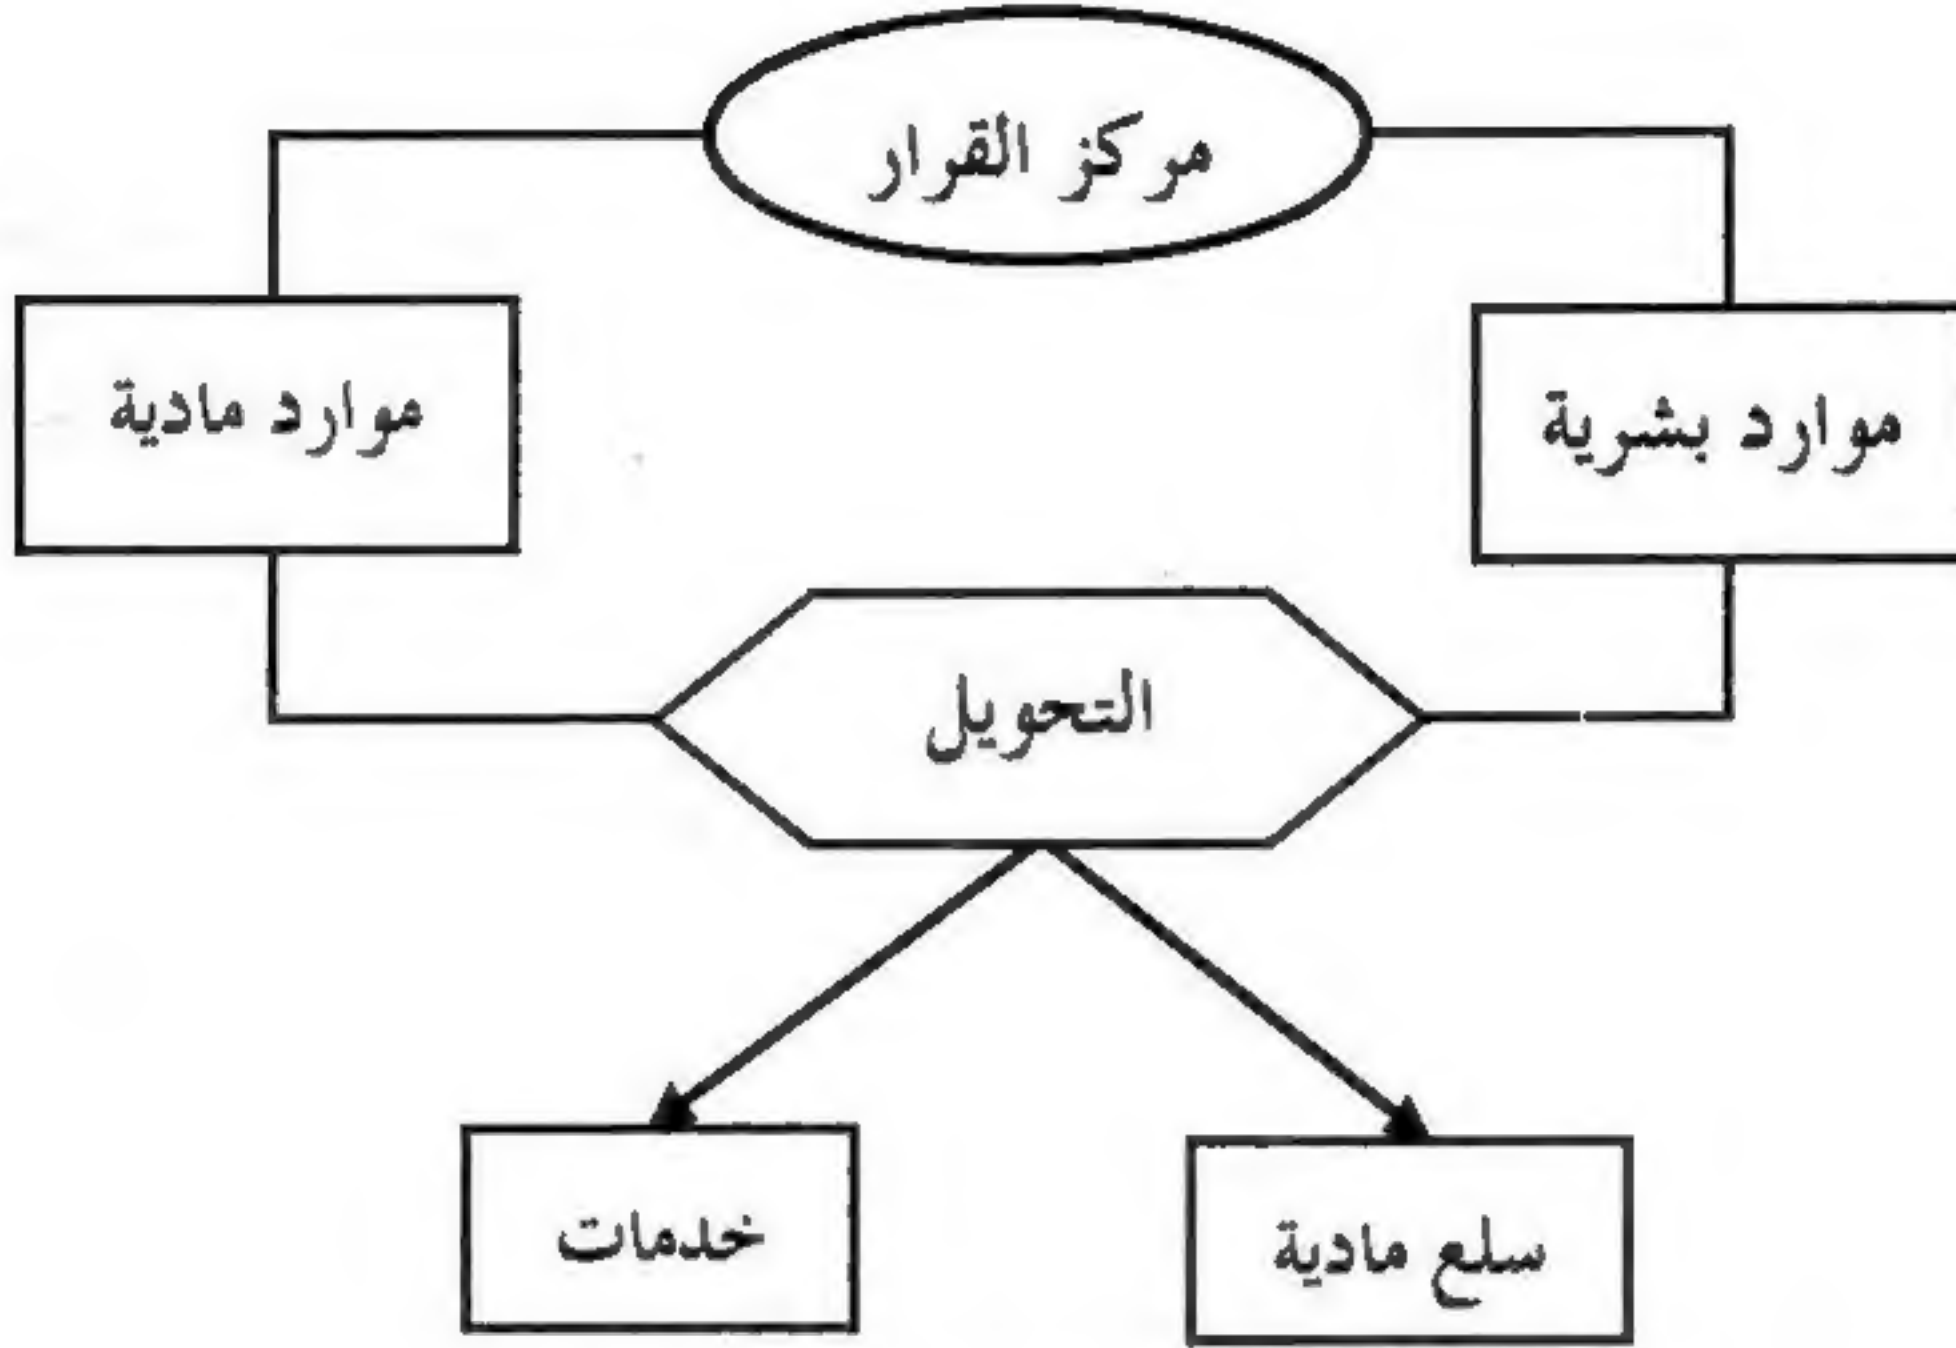 مركز القرار
موارد بشرية
موارد مادية
التحويل
سلع مادية
خدمات